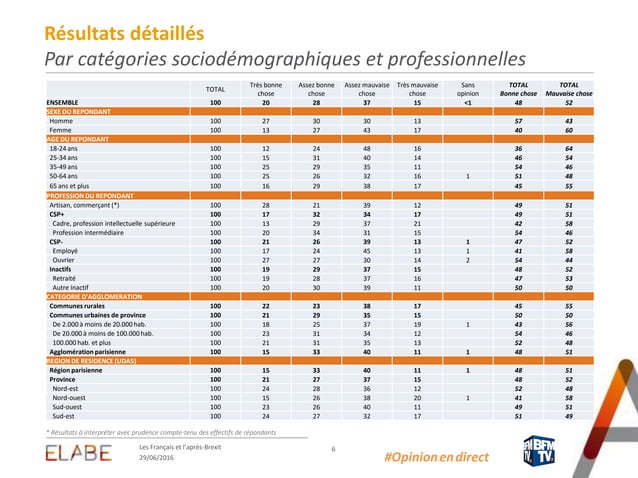 Résultats détaillés
Par catégories sociodémographiques et professionnelles
TOTAL Très bonne chose Assez bonne chose Assez mauvaise chose Très mauvaise chose Sans opinion TOTAL Bonne chose TOTAL Mauvaise chose
ENSEMBLE 100 20 28 37 15 <1 48 52
SEXE DU REPONDANT
Homme 100 27 30 30 13 57 43
Femme 100 13 27 43 17 40 60
AGE DU REPONDANT
18-24 ans 100 12 24 48 16 36 64
25-34 ans 100 15 31 40 14 46 54
35-49 ans 100 25 29 35 11 54 46
50-64 ans 100 25 26 32 16 1 51 48
65 ans et plus 100 16 29 38 17 45 55
PROFESSION DU REPONDANT
Artisan, commerçant (*) 100 28 21 39 12 49 51
CSP+ 100 17 32 34 17 49 51
Cadre, profession intellectuelle supérieure 100 13 29 37 21 42 58
Profession intermédiaire 100 20 34 31 15 54 46
CSP- 100 21 26 39 13 1 47 52
Employé 100 17 24 45 13 1 41 58
Ouvrier 100 27 27 30 14 2 54 44
Inactifs 100 19 29 37 15 48 52
Retraité 100 19 28 37 16 47 53
Autre Inactif 100 20 30 39 11 50 50
CATEGORIE D'AGGLOMERATION
Communes rurales 100 22 23 38 17 45 55
Communes urbaines de province 100 21 29 35 15 50 50
De 2.000 à moins de 20.000 hab. 100 18 25 37 19 1 43 56
De 20.000 à moins de 100.000 hab. 100 23 31 34 12 54 46
100.000 hab. et plus 100 21 31 35 13 52 48
Agglomération parisienne 100 15 33 40 11 1 48 51
REGION DE RESIDENCE (UDA5)
Région parisienne 100 15 33 40 11 1 48 51
Province 100 21 27 37 15 48 52
Nord-est 100 24 28 36 12 52 48
Nord-ouest 100 15 26 38 20 1 41 58
Sud-ouest 100 23 26 40 11 49 51
Sud-est 100 24 27 32 17 51 49
* Résultats à interpréter avec prudence compte-tenu des effectifs de répondants
ELABE
Les Français et l'après-Brexit
29/06/2016
6
#Opinionendirect
BFM
TV.